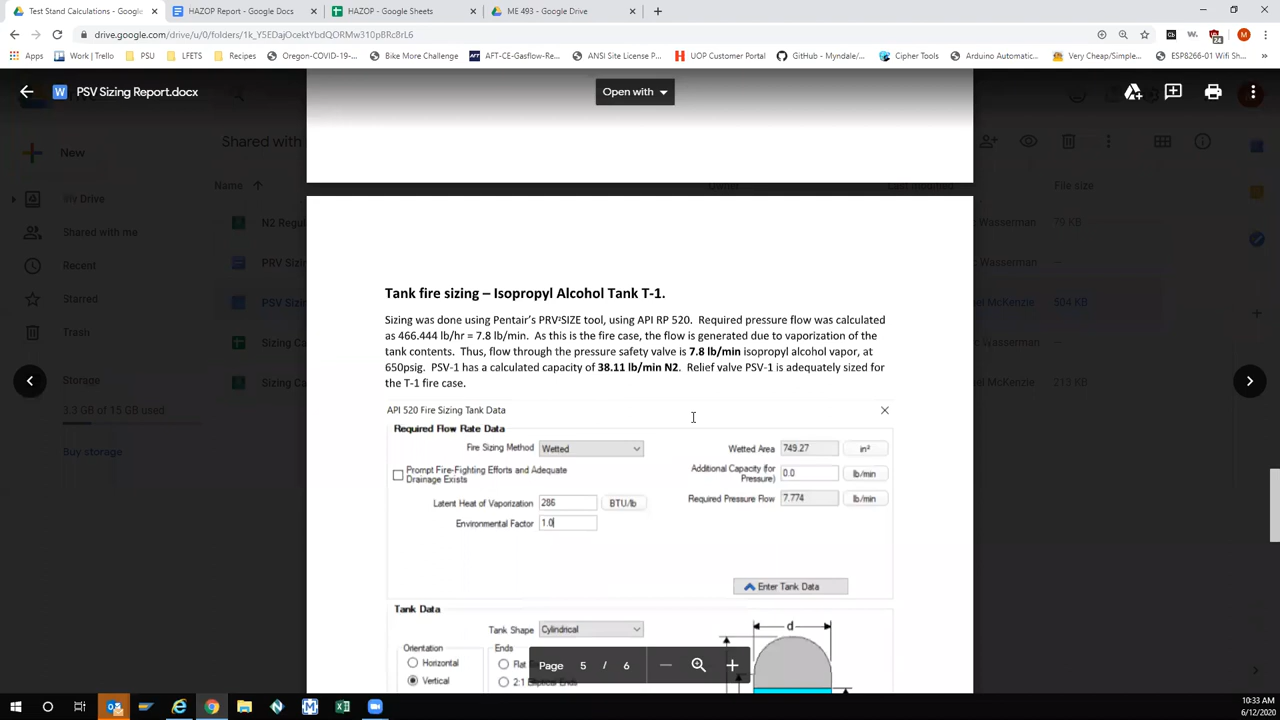 Test Stand Calculations - Google
HAZOP Report - Google Docs
HAZOP - Google Sheets
ME 493 - Google Drive
drive.google.com/drive/u/0/folders/1k_Y5EDajOcektYbdQORMw310pBRc8rL6
Apps
Work | Trello
PSU
LFETS
Recipes
Oregon-COVID-19-...
Bike More Challenge
AFT-CE-Gasflow-Re...
ANSI Site License P...
UOP Customer Portal
GitHub - Myndale/...
Cipher Tools
Arduino Automatic...
Very Cheap/Simple...
ESP8266-01 Wifi Sh...
PSV Sizing Report.docx
Open with
Shared with
New
Name
Last modified
File size
My Drive
N2 Regul
Wasserman
79 KB
Shared with me
PRV Sizin
Wasserman
Recent
PSV Sizin
el McKenzie
504 KB
Starred
Sizing Ca
Wasserman
Trash
Storage
Sizing Ca
el McKenzie
213 KB
3.3 GB of 15 GB used
Buy storage
Tank fire sizing – Isopropyl Alcohol Tank T-1.
Sizing was done using Pentair's PRV²SIZE tool, using API RP 520. Required pressure flow was calculated
as 466.444 lb/hr = 7.8 lb/min. As this is the fire case, the flow is generated due to vaporization of the
tank contents. Thus, flow through the pressure safety valve is 7.8 lb/min isopropyl alcohol vapor, at
650psig. PSV-1 has a calculated capacity of 38.11 lb/min N2. Relief valve PSV-1 is adequately sized for
the T-1 fire case.
API 520 Fire Sizing Tank Data
Required Flow Rate Data
Fire Sizing Method
Wetted
Wetted Area
749.27
in²
Prompt Fire-Fighting Efforts and Adequate
Drainage Exists
Additional Capacity (for
Pressure)
0.0
lb/min
Latent Heat of Vaporization
286
BTU/lb
Required Pressure Flow
7.774
lb/min
Environmental Factor
1.0
Enter Tank Data
Tank Data
Tank Shape
Cylindrical
d
Orientation
Ends
Horizontal
Flat
Vertical
2:1 Elliptical Ends
Page 5 / 6
10:33 AM
6/12/2020